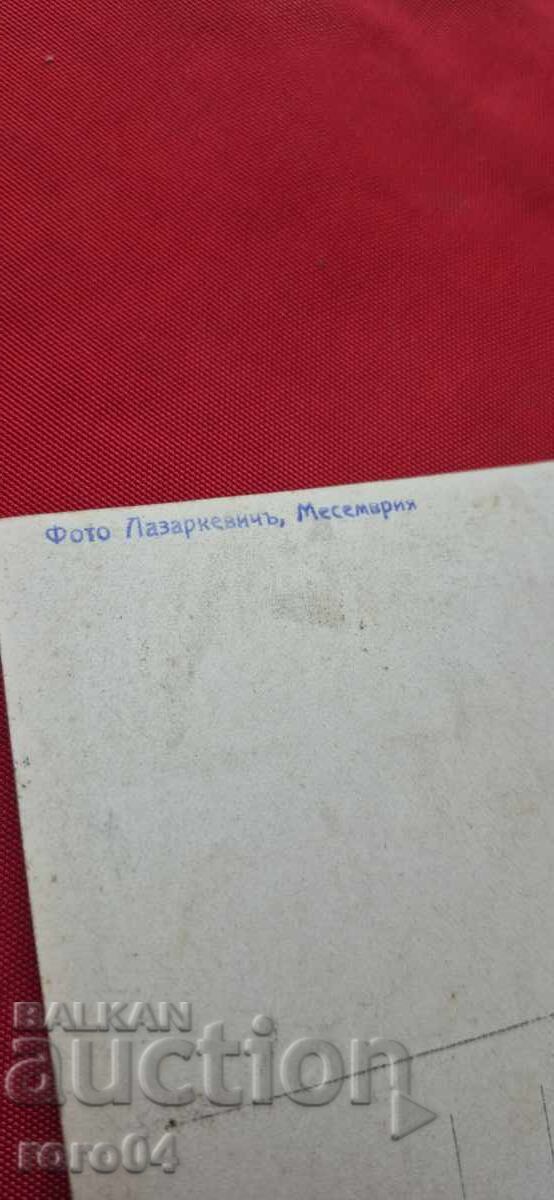 Фото Лазаркевичъ, Месемврия
BALKAN
auction
roro04